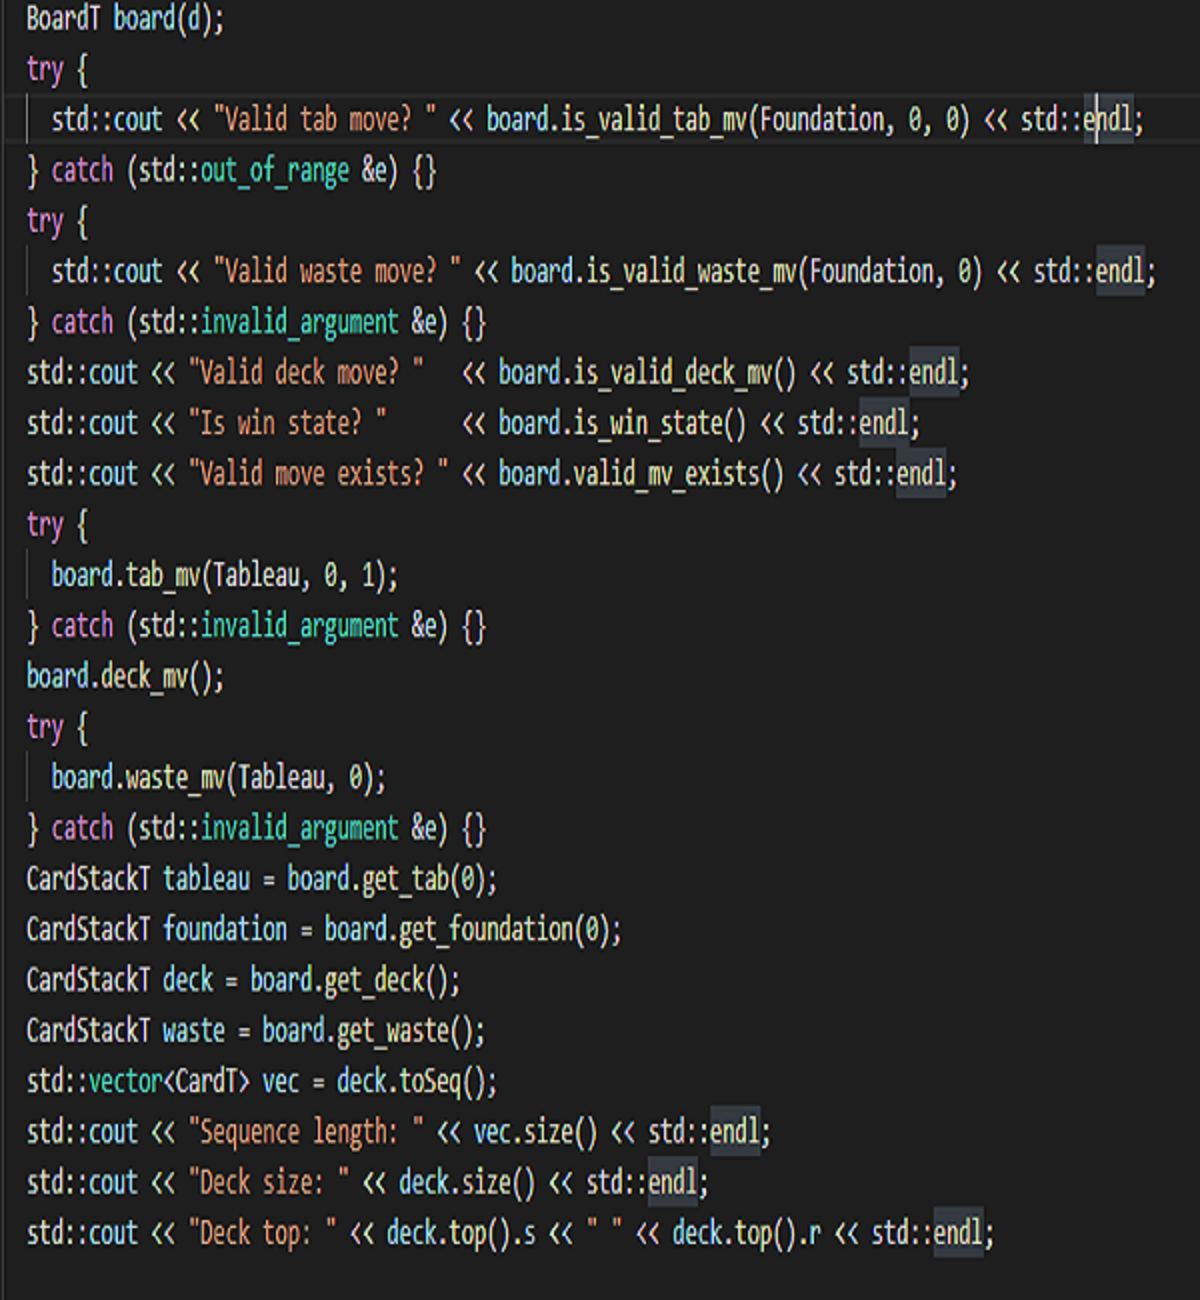 BoardT board(d);
try {
  std::cout << "Valid tab move? " << board.is_valid_tab_mv(Foundation, 0, 0) << std::endl;
} catch (std::out_of_range &e) {}
try {
  std::cout << "Valid waste move? " << board.is_valid_waste_mv(Foundation, 0) << std::endl;
} catch (std::invalid_argument &e) {}
std::cout << "Valid deck move? "   << board.is_valid_deck_mv() << std::endl;
std::cout << "Is win state? "      << board.is_win_state() << std::endl;
std::cout << "Valid move exists? " << board.valid_mv_exists() << std::endl;
try {
  board.tab_mv(Tableau, 0, 1);
} catch (std::invalid_argument &e) {}
board.deck_mv();
try {
  board.waste_mv(Tableau, 0);
} catch (std::invalid_argument &e) {}
CardStackT tableau = board.get_tab(0);
CardStackT foundation = board.get_foundation(0);
CardStackT deck = board.get_deck();
CardStackT waste = board.get_waste();
std::vector<CardT> vec = deck.toSeq();
std::cout << "Sequence length: " << vec.size() << std::endl;
std::cout << "Deck size: " << deck.size() << std::endl;
std::cout << "Deck top: " << deck.top().s << " " << deck.top().r << std::endl;